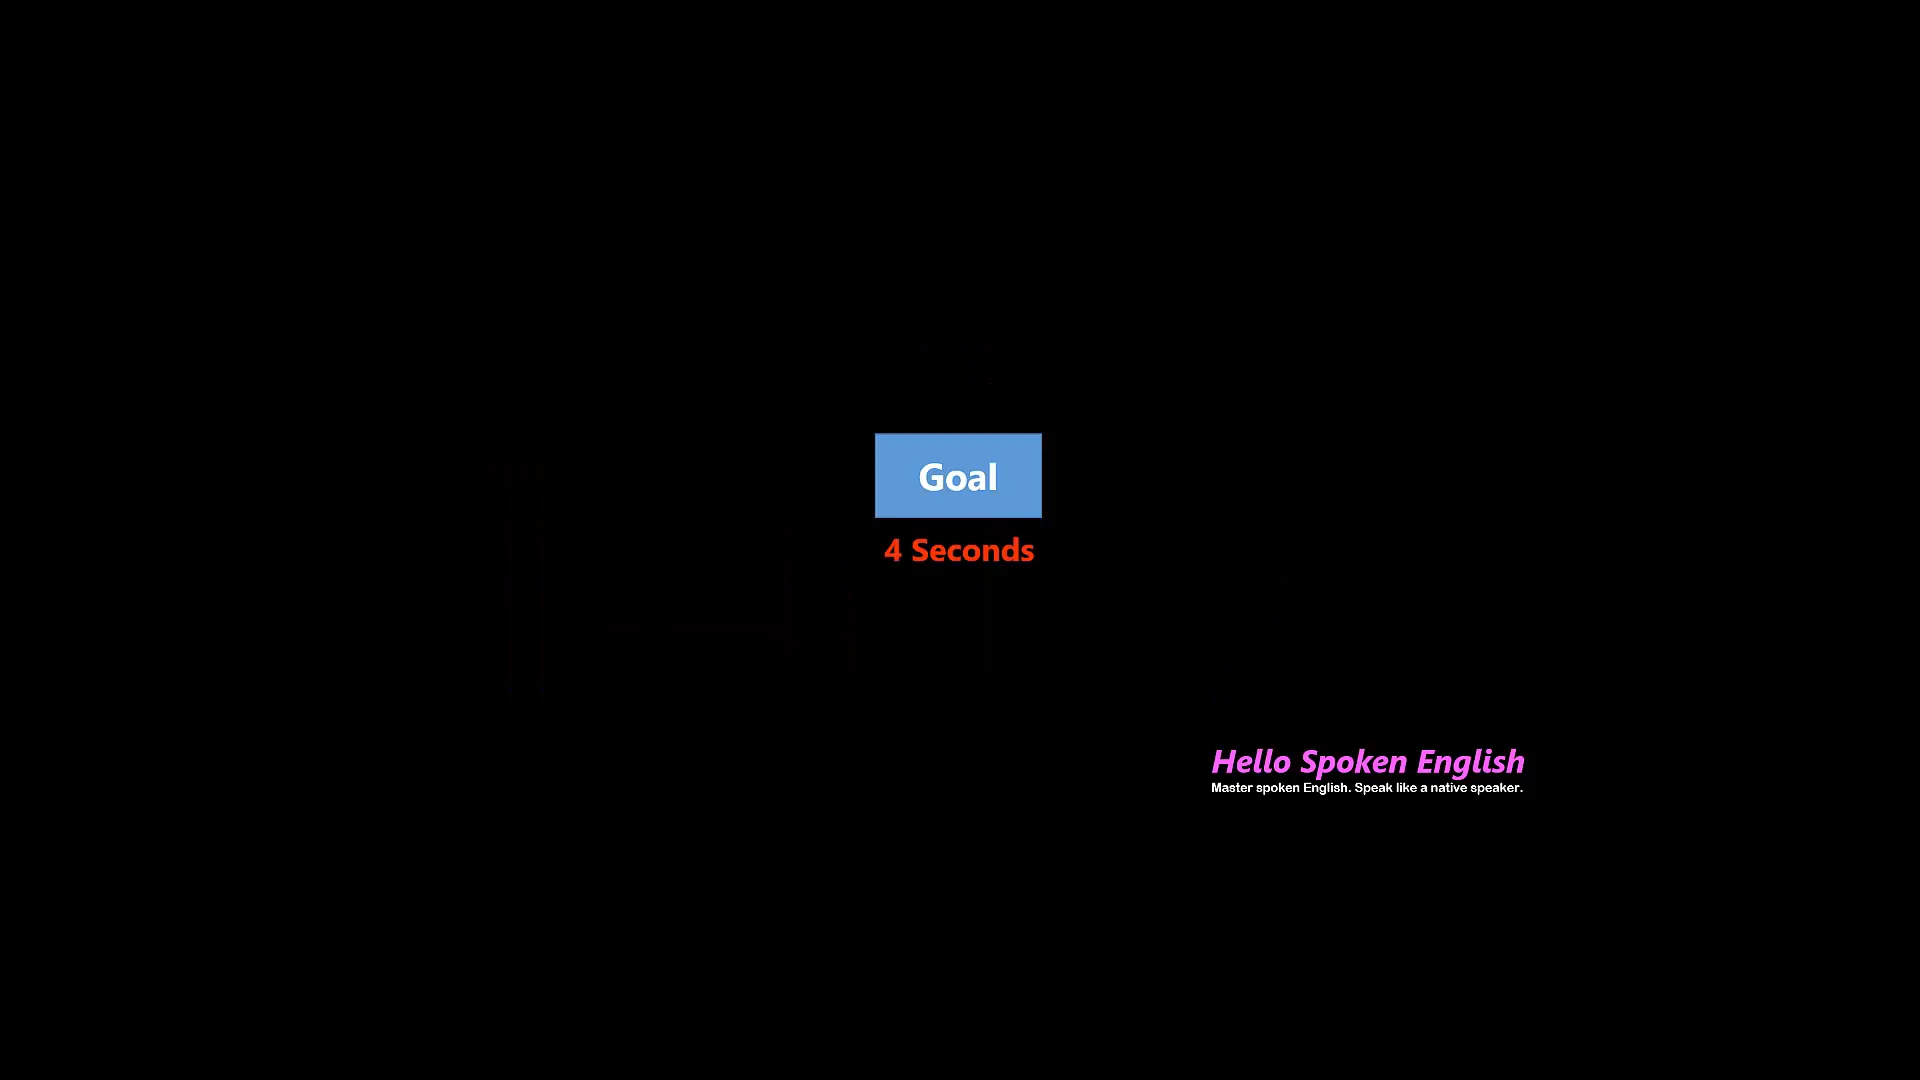 Goal
4 Seconds
Hello Spoken English
Master spoken English. Speak like a native speaker.